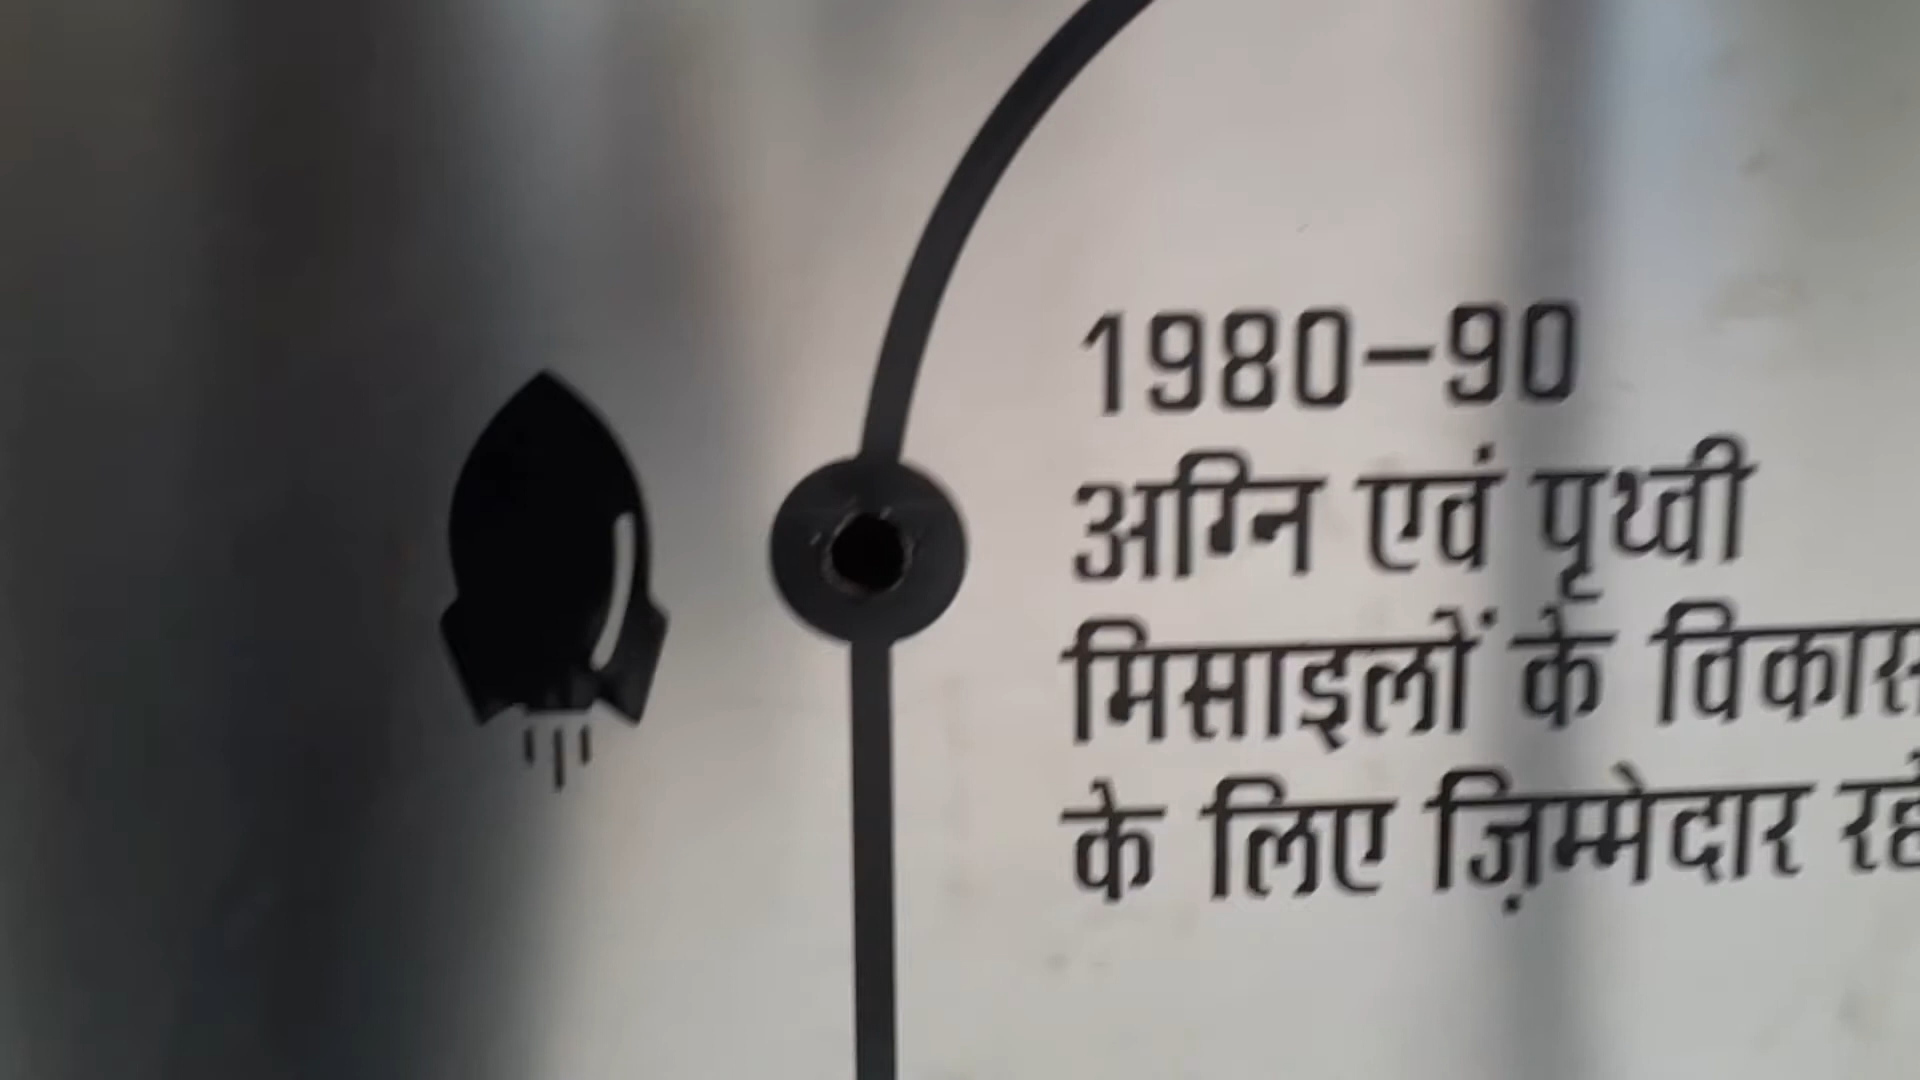 1980–90
अग्नि एवं पृथ्वी
मिसाइलों के विकास
के लिए ज़िम्मेदार रहे